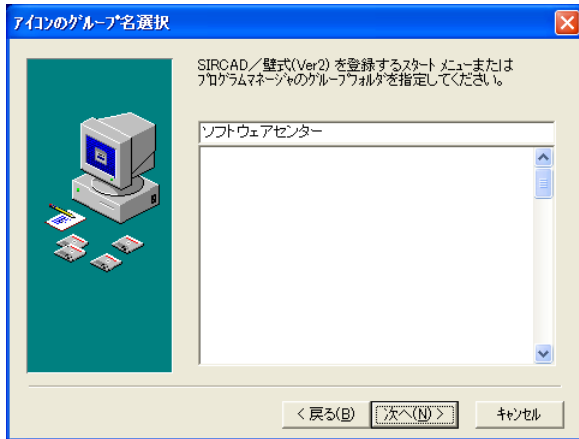 ｱｲｺﾝのｸﾞﾙｰﾌﾟ名選択
SIRCAD／壁式(Ver2) を登録するｽﾀｰﾄ ﾒﾆｭｰまたは
ﾌﾟﾛｸﾞﾗﾑﾏﾈｰｼﾞｬのｸﾞﾙｰﾌﾟﾌｫﾙﾀﾞを指定してください。
ソフトウェアセンター
< 戻る(B)
次へ(N) >
ｷｬﾝｾﾙ